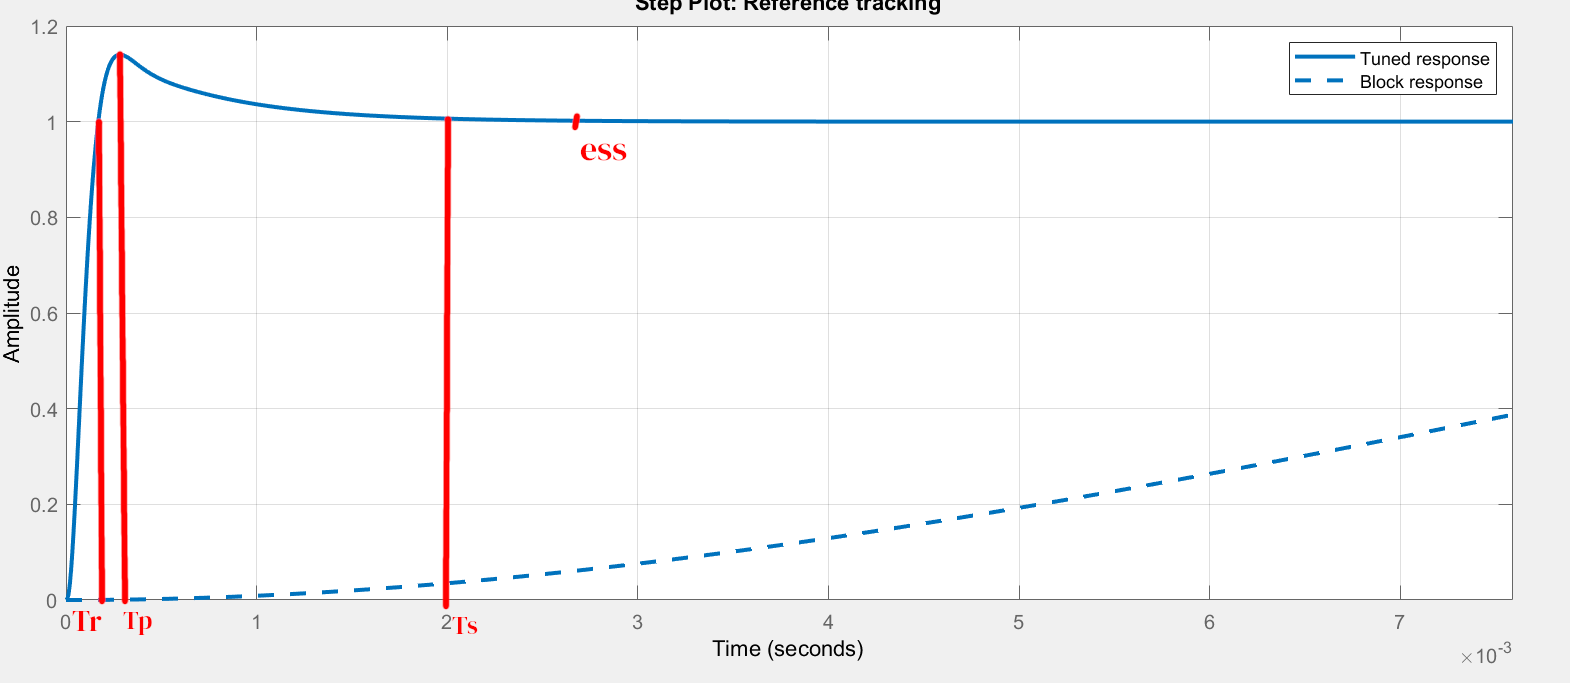 Step Plot: Reference tracking
1.2
Tuned response
Block response
1
ess
0.8
0.6
Amplitude
0.4
0.2
0
0 Tr Tp 1 2 Ts 3 4 5 6 7
Time (seconds)
×10-3